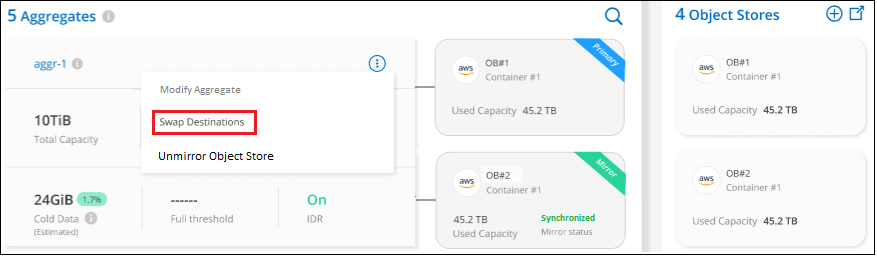 5 Aggregates
aggr-1
Modify Aggregate
Swap Destinations
Unmirror Object Store
10TiB
Total Capacity
24GiB 1.7%
Cold Data
(Estimated)
------
Full threshold
On
IDR
aws
OB#1
Container #1
Primary
Used Capacity 45.2 TB
aws
OB#2
Container #1
Mirror
45.2 TB
Used Capacity
Synchronized
Mirror status
4 Object Stores
aws
OB#1
Container #1
Used Capacity 45.2 TB
aws
OB#2
Container #1
Used Capacity 45.2 TB